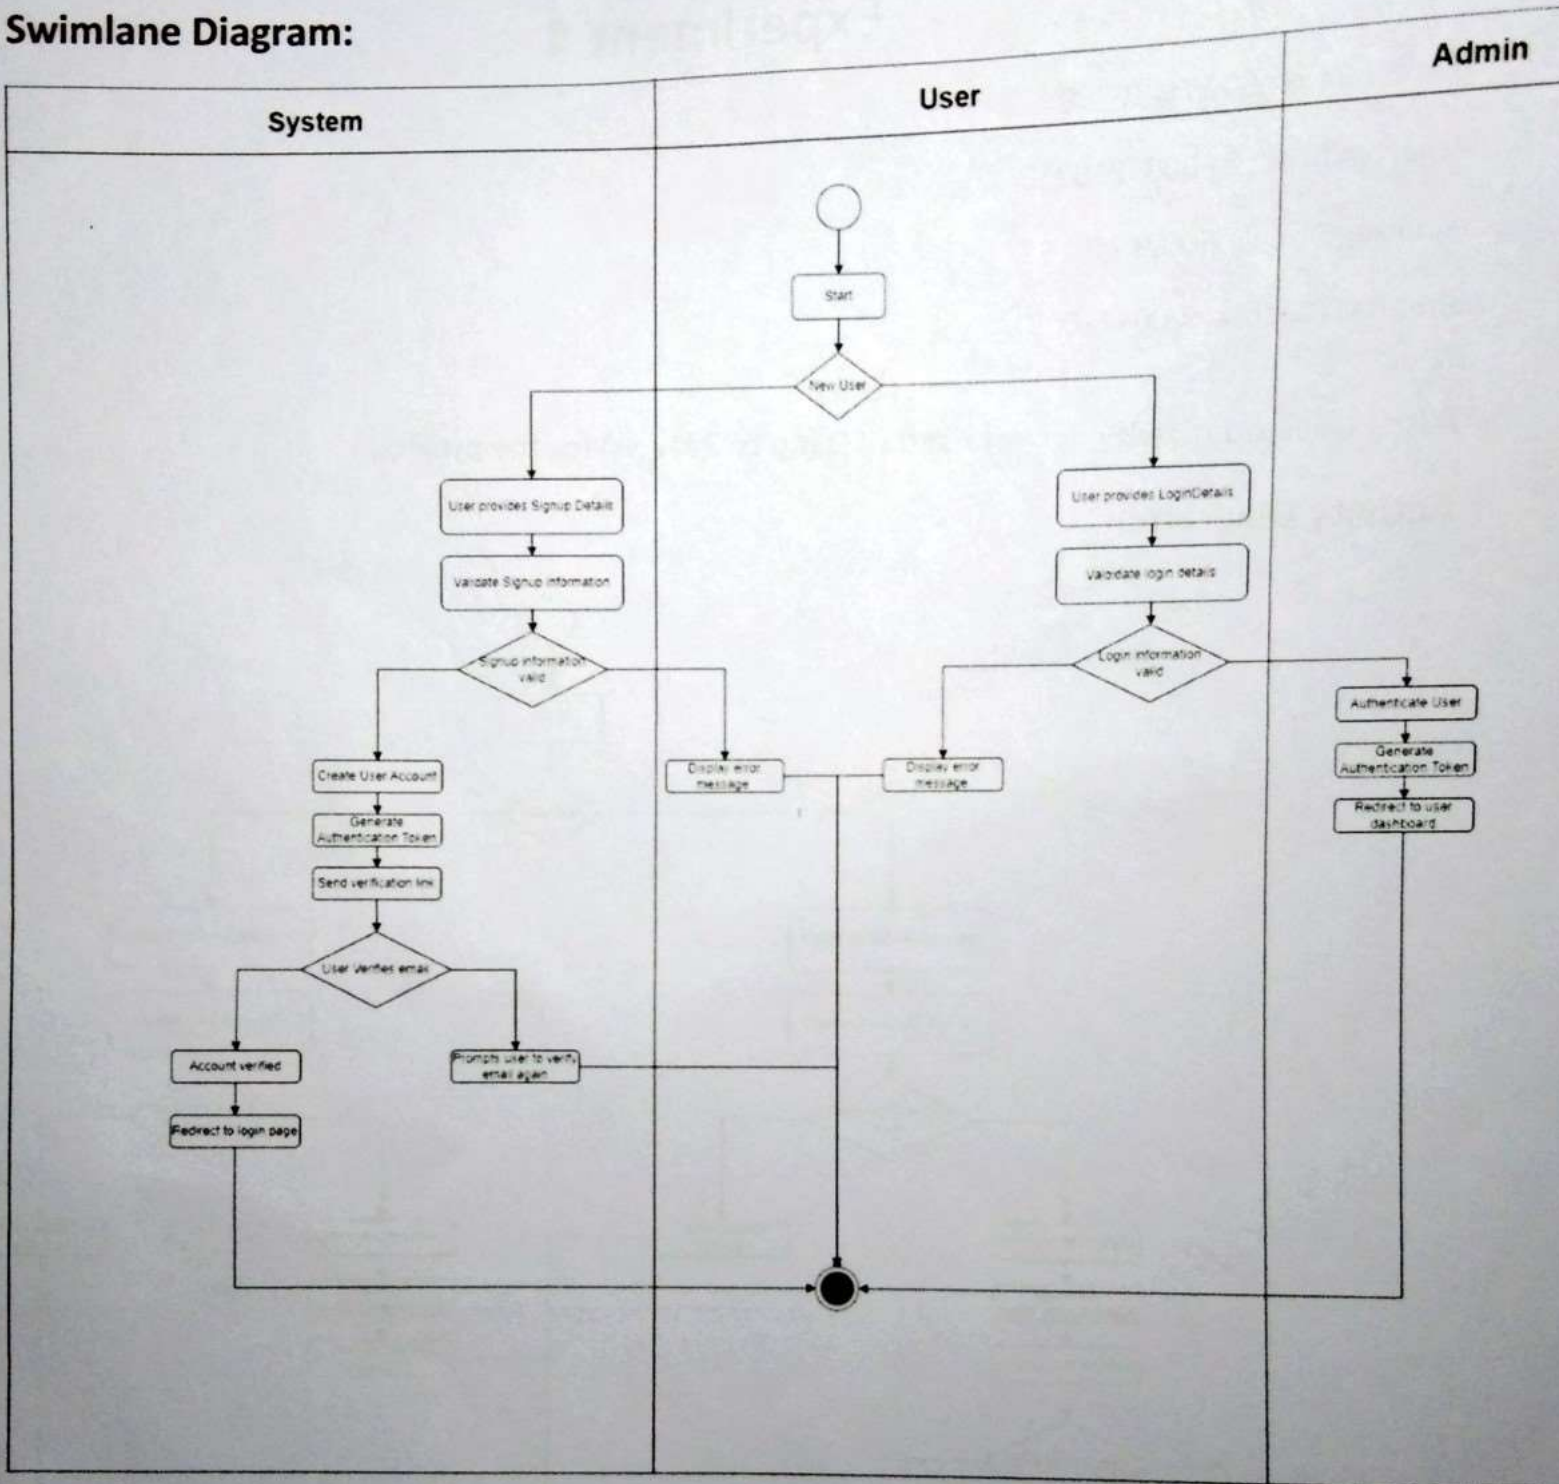 Swimlane Diagram:
System
User
Admin
Start
New User
User provides Signup Details
User provides LoginDetails
Validate Signup information
Valoidate login details
Signup information
valid
Login information
valid
Authenticate User
Create User Account
Display error
message
Display error
message
Generate
Authentication Token
Generate
Authentication Token
Redirect to user
dashboard
Send verification link
User Verifies email
Account verified
Prompts user to verify
email again
Redirect to login page